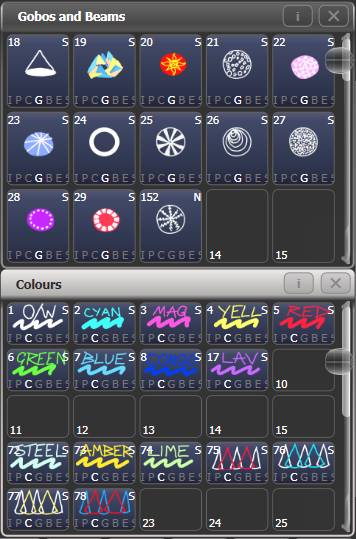 Gobos and Beams
18 S 19 S 20 S 21 S 22 S
IPCGBES IPCGBES IPCGBES IPCGBES IPCGBES
23 S 24 S 25 S 26 S 27 S
IPCGBES IPCGBES IPCGBES IPCGBES IPCGBES
28 S 29 S 152 N
IPCGBES IPCGBES IPCGBES 14 15
Colours
1 S 2 S 3 S 4 S 5 S
O/W CYAN MAG YELL RED
IPCGBES IPCGBES IPCGBES IPCGBES IPCGBES
6 S 7 S 8 S 17 S
GREEN BLUE LAV
IPCGBES IPCGBES IPCGBES IPCGBES 10
11 12 13 14 15
72 S 73 S 74 S 75 S 76 S
STEEL AMBER LIME
IPCGBES IPCGBES IPCGBES IPCGBES IPCGBES
77 S 78 S
IPCGBES IPCGBES 23 24 25